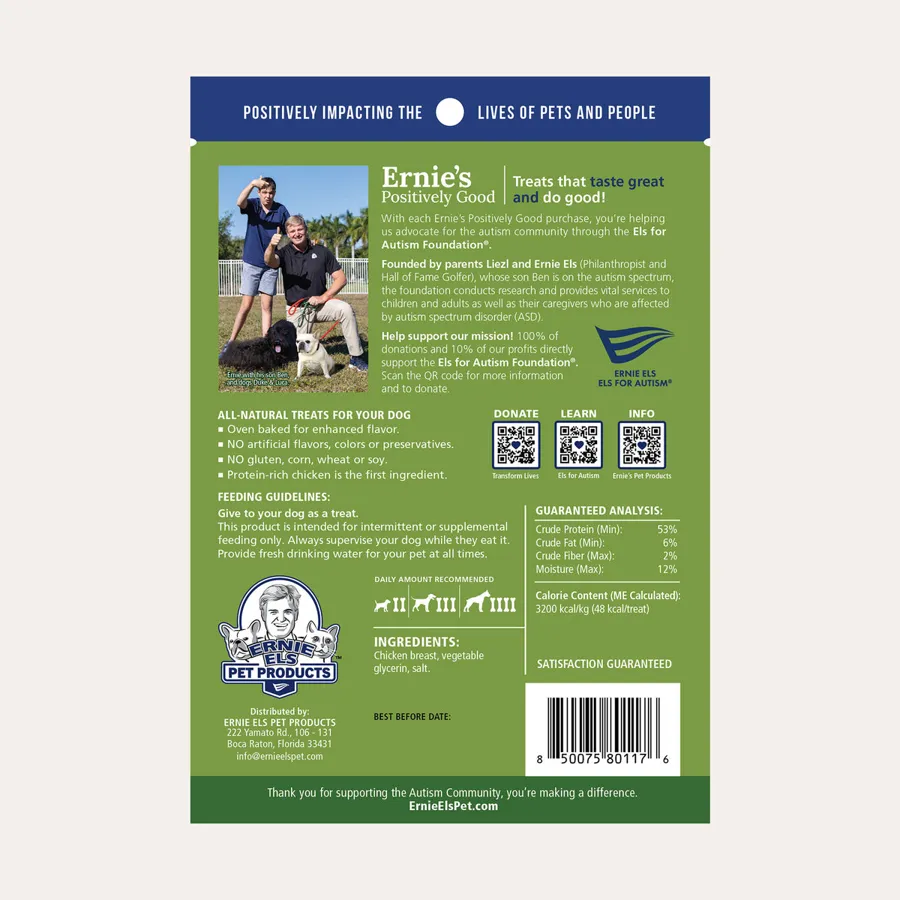 POSITIVELY IMPACTING THE LIVES OF PETS AND PEOPLE
Ernie's
Positively Good
Treats that taste great
and do good!
With each Ernie's Positively Good purchase, you're helping
us advocate for the autism community through the Els for
Autism Foundation®.
Founded by parents Liezl and Ernie Els (Philanthropist and
Hall of Fame Golfer), whose son Ben is on the autism spectrum,
the foundation conducts research and provides vital services to
children and adults as well as their caregivers who are affected
by autism spectrum disorder (ASD).
Help support our mission! 100% of
donations and 10% of our profits directly
support the Els for Autism Foundation®.
Scan the QR code for more information
and to donate.
Ernie with his son Ben
and dogs Duke & Luca.
ERNIE ELS
ELS FOR AUTISM®
ALL-NATURAL TREATS FOR YOUR DOG
▪ Oven baked for enhanced flavor.
▪ NO artificial flavors, colors or preservatives.
▪ NO gluten, corn, wheat or soy.
▪ Protein-rich chicken is the first ingredient.
DONATE LEARN INFO
Transform Lives Els for Autism Ernie's Pet Products
FEEDING GUIDELINES:
Give to your dog as a treat.
This product is intended for intermittent or supplemental
feeding only. Always supervise your dog while they eat it.
Provide fresh drinking water for your pet at all times.
GUARANTEED ANALYSIS:
Crude Protein (Min): 53%
Crude Fat (Min): 6%
Crude Fiber (Max): 2%
Moisture (Max): 12%
Calorie Content (ME Calculated):
3200 kcal/kg (48 kcal/treat)
SATISFACTION GUARANTEED
DAILY AMOUNT RECOMMENDED
INGREDIENTS:
Chicken breast, vegetable
glycerin, salt.
BEST BEFORE DATE:
ERNIE
ELS
PET PRODUCTS
™
Distributed by:
ERNIE ELS PET PRODUCTS
222 Yamato Rd., 106 - 131
Boca Raton, Florida 33431
info@ernieelspet.com
8 50075 80117 6
Thank you for supporting the Autism Community, you're making a difference.
ErnieElsPet.com